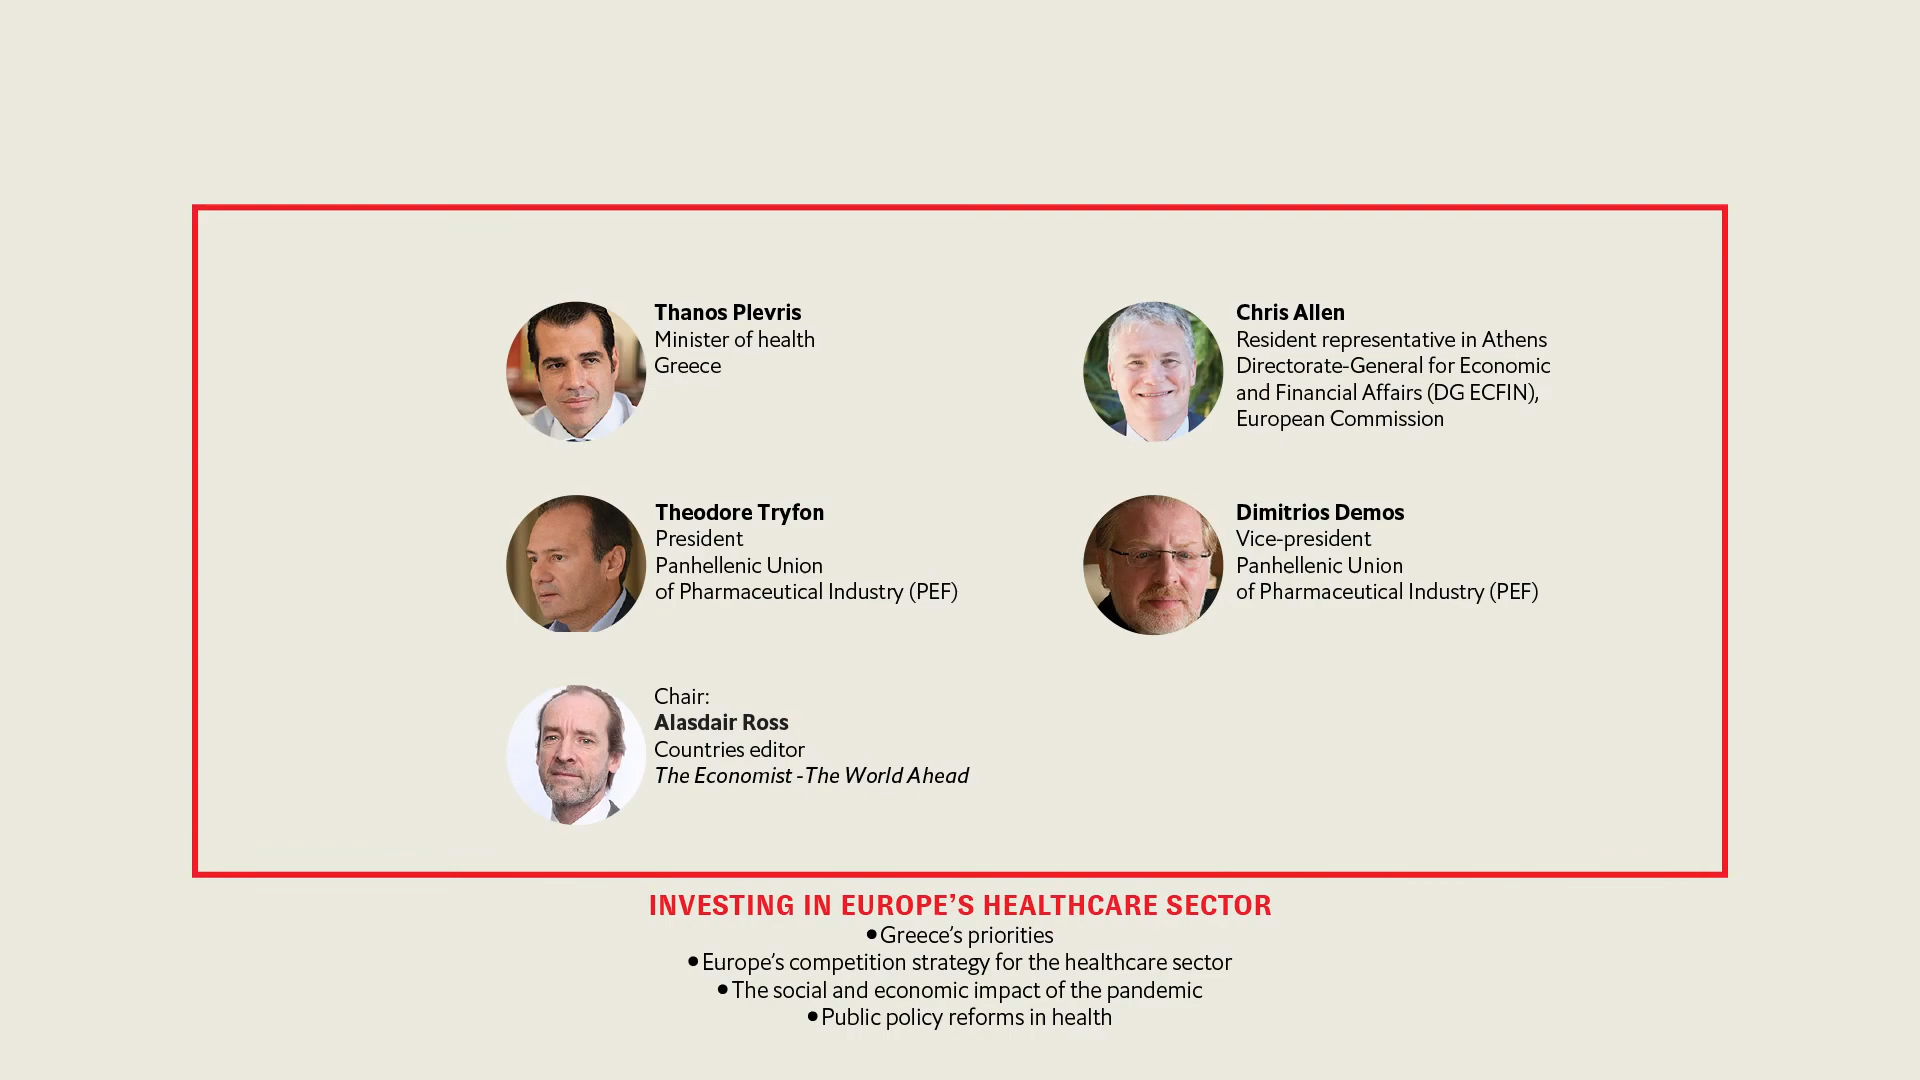 Thanos Plevris
Minister of health
Greece
Chris Allen
Resident representative in Athens
Directorate-General for Economic
and Financial Affairs (DG ECFIN),
European Commission
Theodore Tryfon
President
Panhellenic Union
of Pharmaceutical Industry (PEF)
Dimitrios Demos
Vice-president
Panhellenic Union
of Pharmaceutical Industry (PEF)
Chair:
Alasdair Ross
Countries editor
The Economist - The World Ahead
INVESTING IN EUROPE’S HEALTHCARE SECTOR
•Greece’s priorities
•Europe’s competition strategy for the healthcare sector
•The social and economic impact of the pandemic
•Public policy reforms in health